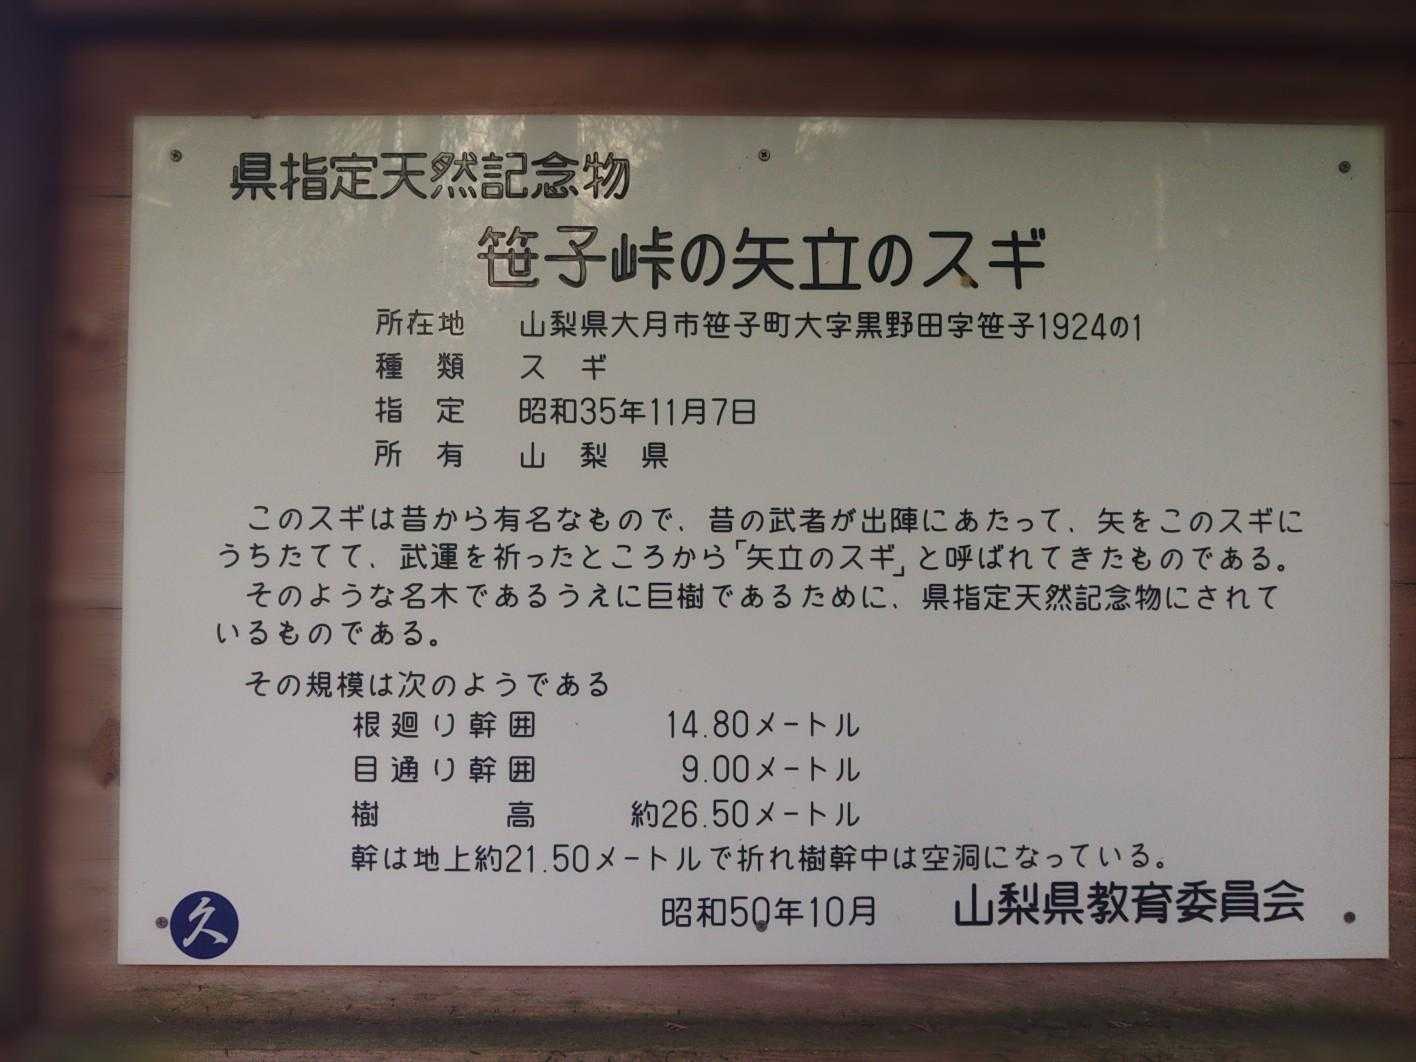 県指定天然記念物
笹子峠の矢立のスギ
所在地 山梨県大月市笹子町大字黒野田字笹子1924の1
種 類 ス ギ
指 定 昭和35年11月7日
所 有 山 梨 県
このスギは昔から有名なもので、昔の武者が出陣にあたって、矢をこのスギに
うちたてて、武運を祈ったところから「矢立のスギ」と呼ばれてきたものである。
そのような名木であるうえに巨樹であるために、県指定天然記念物にされて
いるものである。
その規模は次のようである
根廻り幹囲 14.80メートル
目通り幹囲 9.00メートル
樹 高 約26.50メートル
幹は地上約21.50メートルで折れ樹幹中は空洞になっている。
昭和50年10月 山梨県教育委員会
久